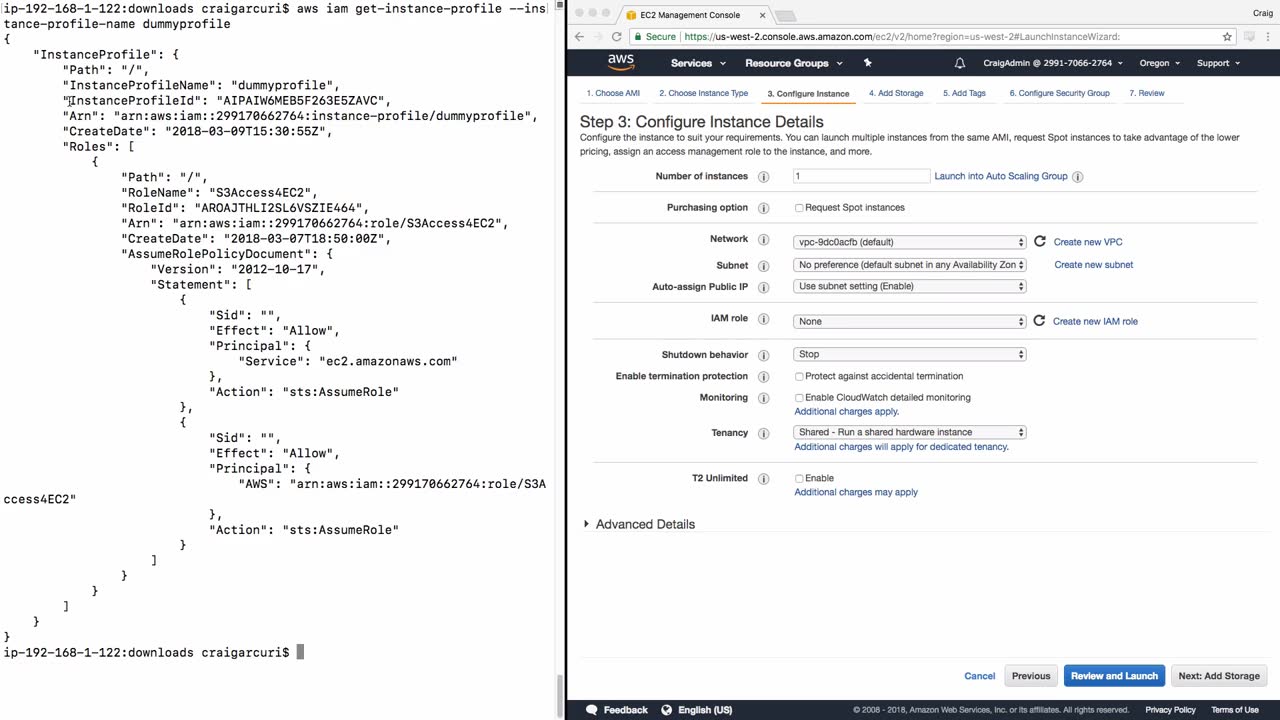 ip-192-168-1-122:downloads craigarcuri$ aws iam get-instance-profile --ins
tance-profile-name dummyprofile
{
"InstanceProfile": {
"Path": "/",
"InstanceProfileName": "dummyprofile",
"InstanceProfileId": "AIPAIW6MEB5F263E5ZAVC",
"Arn": "arn:aws:iam::299170662764:instance-profile/dummyprofile",
"CreateDate": "2018-03-09T15:30:55Z",
"Roles": [
{
"Path": "/",
"RoleName": "S3Access4EC2",
"RoleId": "AROAJTHLI2SL6VSZIE464",
"Arn": "arn:aws:iam::299170662764:role/S3Access4EC2",
"CreateDate": "2018-03-07T18:50:00Z",
"AssumeRolePolicyDocument": {
"Version": "2012-10-17",
"Statement": [
{
"Sid": "",
"Effect": "Allow",
"Principal": {
"Service": "ec2.amazonaws.com"
},
"Action": "sts:AssumeRole"
},
{
"Sid": "",
"Effect": "Allow",
"Principal": {
"AWS": "arn:aws:iam::299170662764:role/S3A
ccess4EC2"
},
"Action": "sts:AssumeRole"
}
]
}
}
]
}
}
ip-192-168-1-122:downloads craigarcuri$
EC2 Management Console
Craig
Secure https://us-west-2.console.aws.amazon.com/ec2/v2/home?region=us-west-2#LaunchInstanceWizard:
aws Services Resource Groups CraigAdmin @ 2991-7066-2764 Oregon Support
1. Choose AMI 2. Choose Instance Type 3. Configure Instance 4. Add Storage 5. Add Tags 6. Configure Security Group 7. Review
Step 3: Configure Instance Details
Configure the instance to suit your requirements. You can launch multiple instances from the same AMI, request Spot instances to take advantage of the lower
pricing, assign an access management role to the instance, and more.
Number of instances 1 Launch into Auto Scaling Group
Purchasing option Request Spot instances
Network vpc-9dc0acfb (default) Create new VPC
Subnet No preference (default subnet in any Availability Zon Create new subnet
Auto-assign Public IP Use subnet setting (Enable)
IAM role None Create new IAM role
Shutdown behavior Stop
Enable termination protection Protect against accidental termination
Monitoring Enable CloudWatch detailed monitoring
Additional charges apply.
Tenancy Shared - Run a shared hardware instance
Additional charges will apply for dedicated tenancy.
T2 Unlimited Enable
Additional charges may apply
Advanced Details
Cancel Previous Review and Launch Next: Add Storage
Feedback English (US) © 2008 - 2018, Amazon Web Services, Inc. or its affiliates. All rights reserved. Privacy Policy Terms of Use